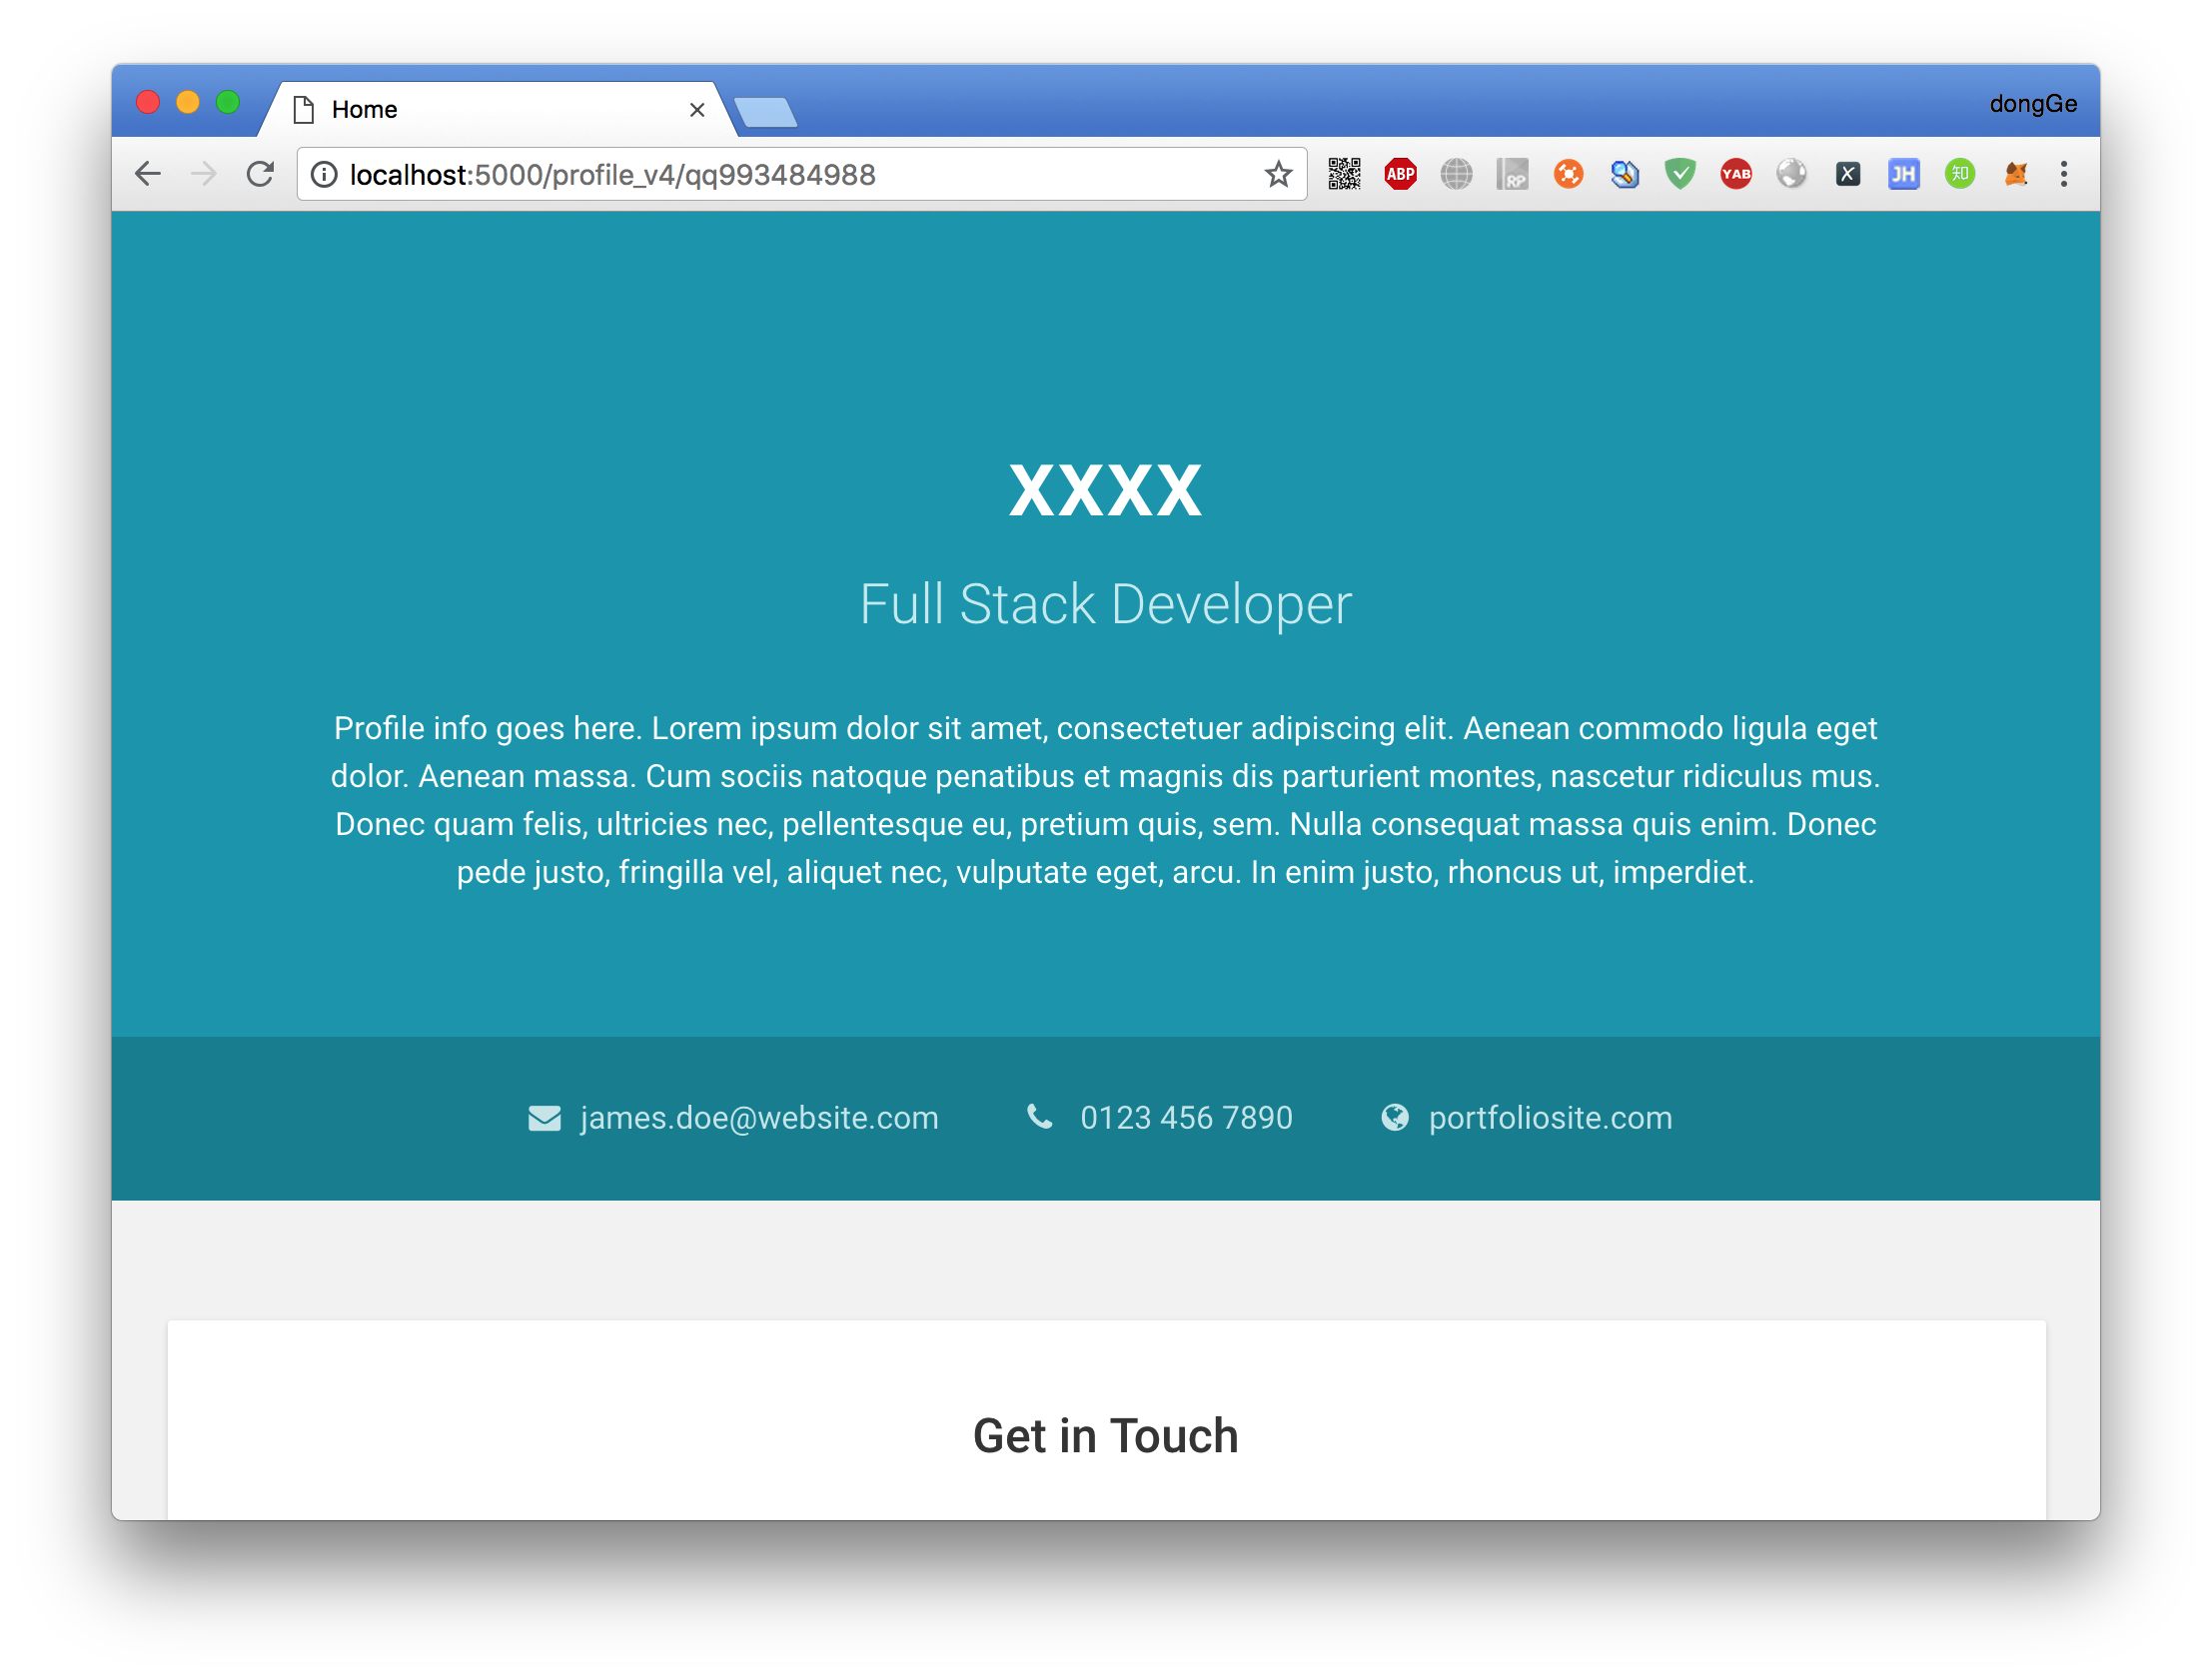 Home
dongGe
localhost:5000/profile_v4/qq993484988
ABP
RP
YAB
X
JH
知
XXXX
Full Stack Developer
Profile info goes here. Lorem ipsum dolor sit amet, consectetuer adipiscing elit. Aenean commodo ligula eget
dolor. Aenean massa. Cum sociis natoque penatibus et magnis dis parturient montes, nascetur ridiculus mus.
Donec quam felis, ultricies nec, pellentesque eu, pretium quis, sem. Nulla consequat massa quis enim. Donec
pede justo, fringilla vel, aliquet nec, vulputate eget, arcu. In enim justo, rhoncus ut, imperdiet.
james.doe@website.com
0123 456 7890
portfoliosite.com
Get in Touch